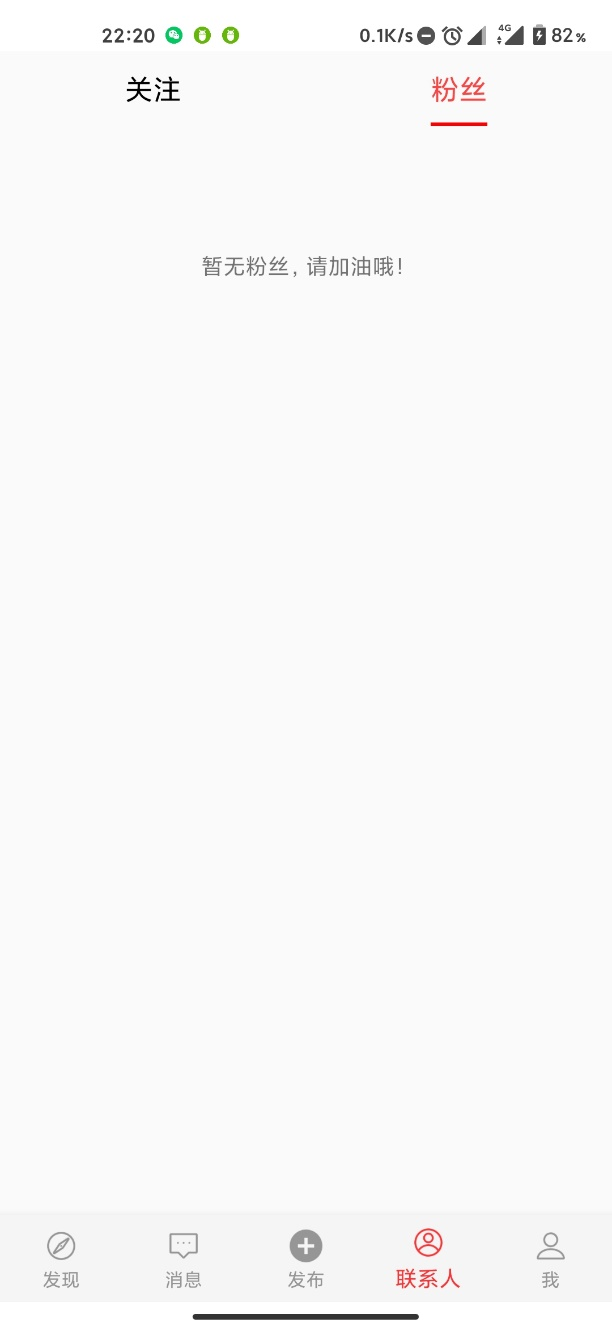 22:20 0.1K/s 4G 82%
关注 粉丝
暂无粉丝，请加油哦！
发现 消息 发布 联系人 我